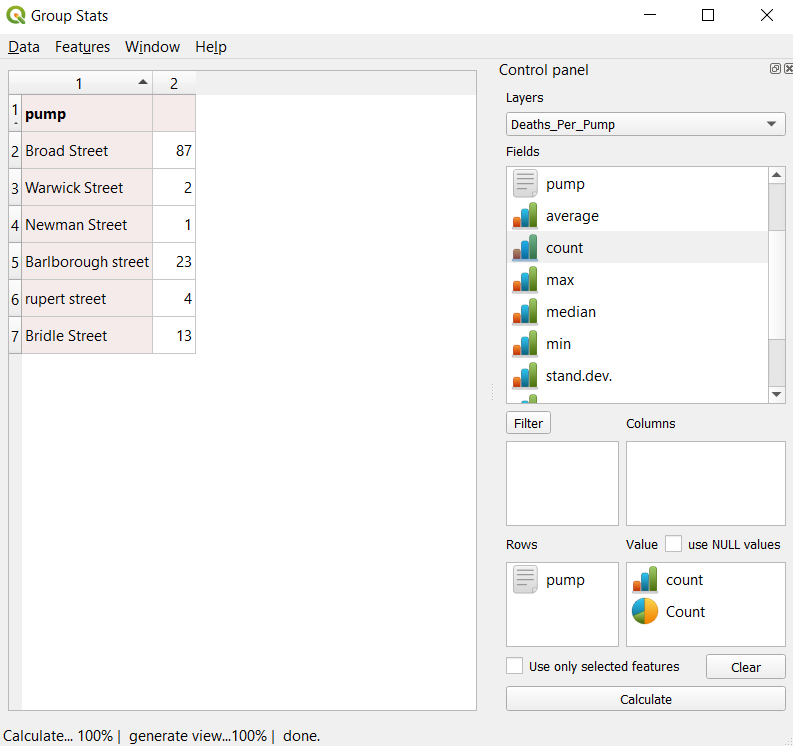 Group Stats
Data Features Window Help
1 2
1 pump
2 Broad Street 87
3 Warwick Street 2
4 Newman Street 1
5 Barlborough street 23
6 rupert street 4
7 Bridle Street 13
Control panel
Layers
Deaths_Per_Pump
Fields
pump
average
count
max
median
min
stand.dev.
Filter Columns
Rows Value use NULL values
pump count
Count
Use only selected features Clear
Calculate
Calculate... 100% | generate view...100% | done.